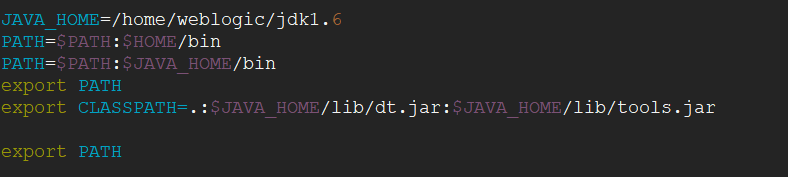 JAVA_HOME=/home/weblogic/jdk1.6
PATH=$PATH:$HOME/bin
PATH=$PATH:$JAVA_HOME/bin
export PATH
export CLASSPATH=.:$JAVA_HOME/lib/dt.jar:$JAVA_HOME/lib/tools.jar
export PATH